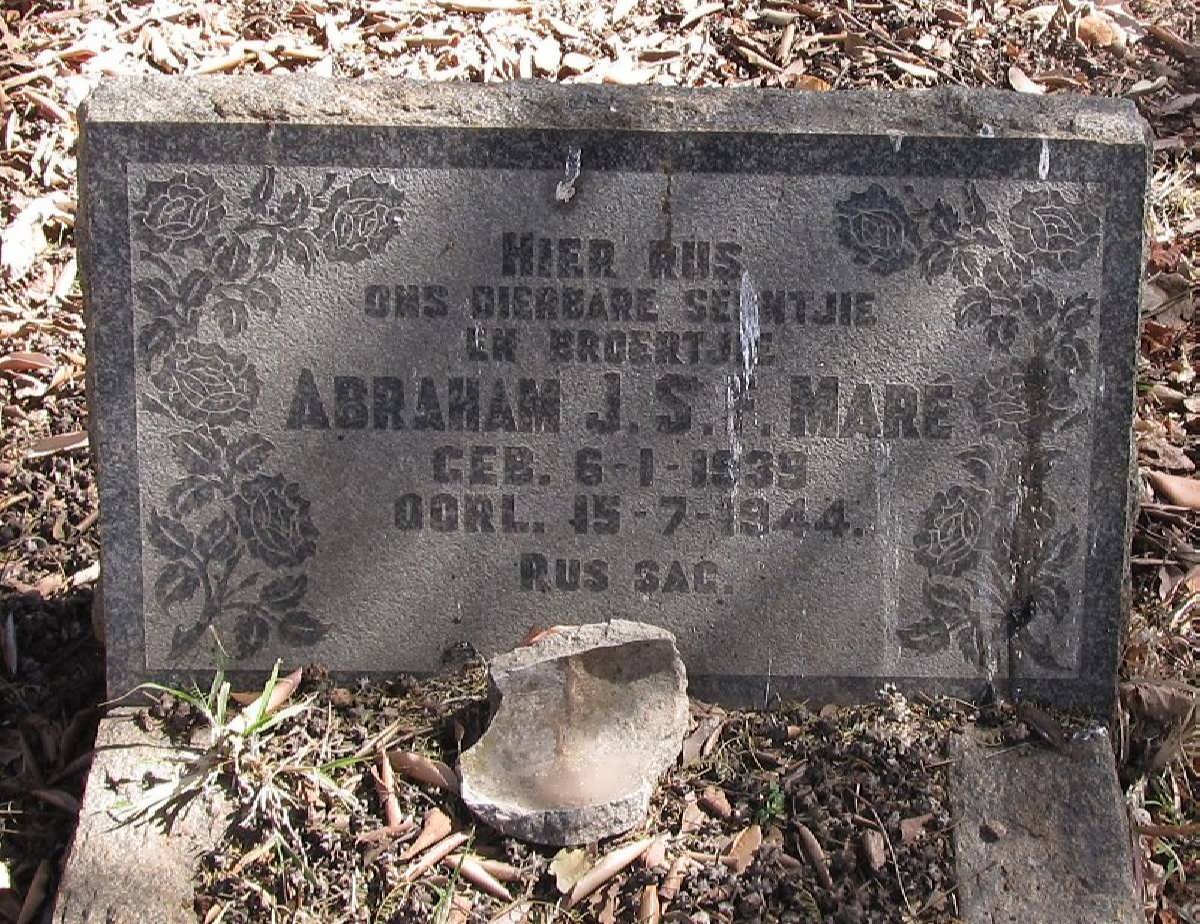 HIER RUS
ONS DIERBARE SEUNTJIE
EN BROERTJIE
ABRAHAM J. S. MARÉ
GEB. 6-1-1939
OORL. 15-7-1944.
RUS SAG.